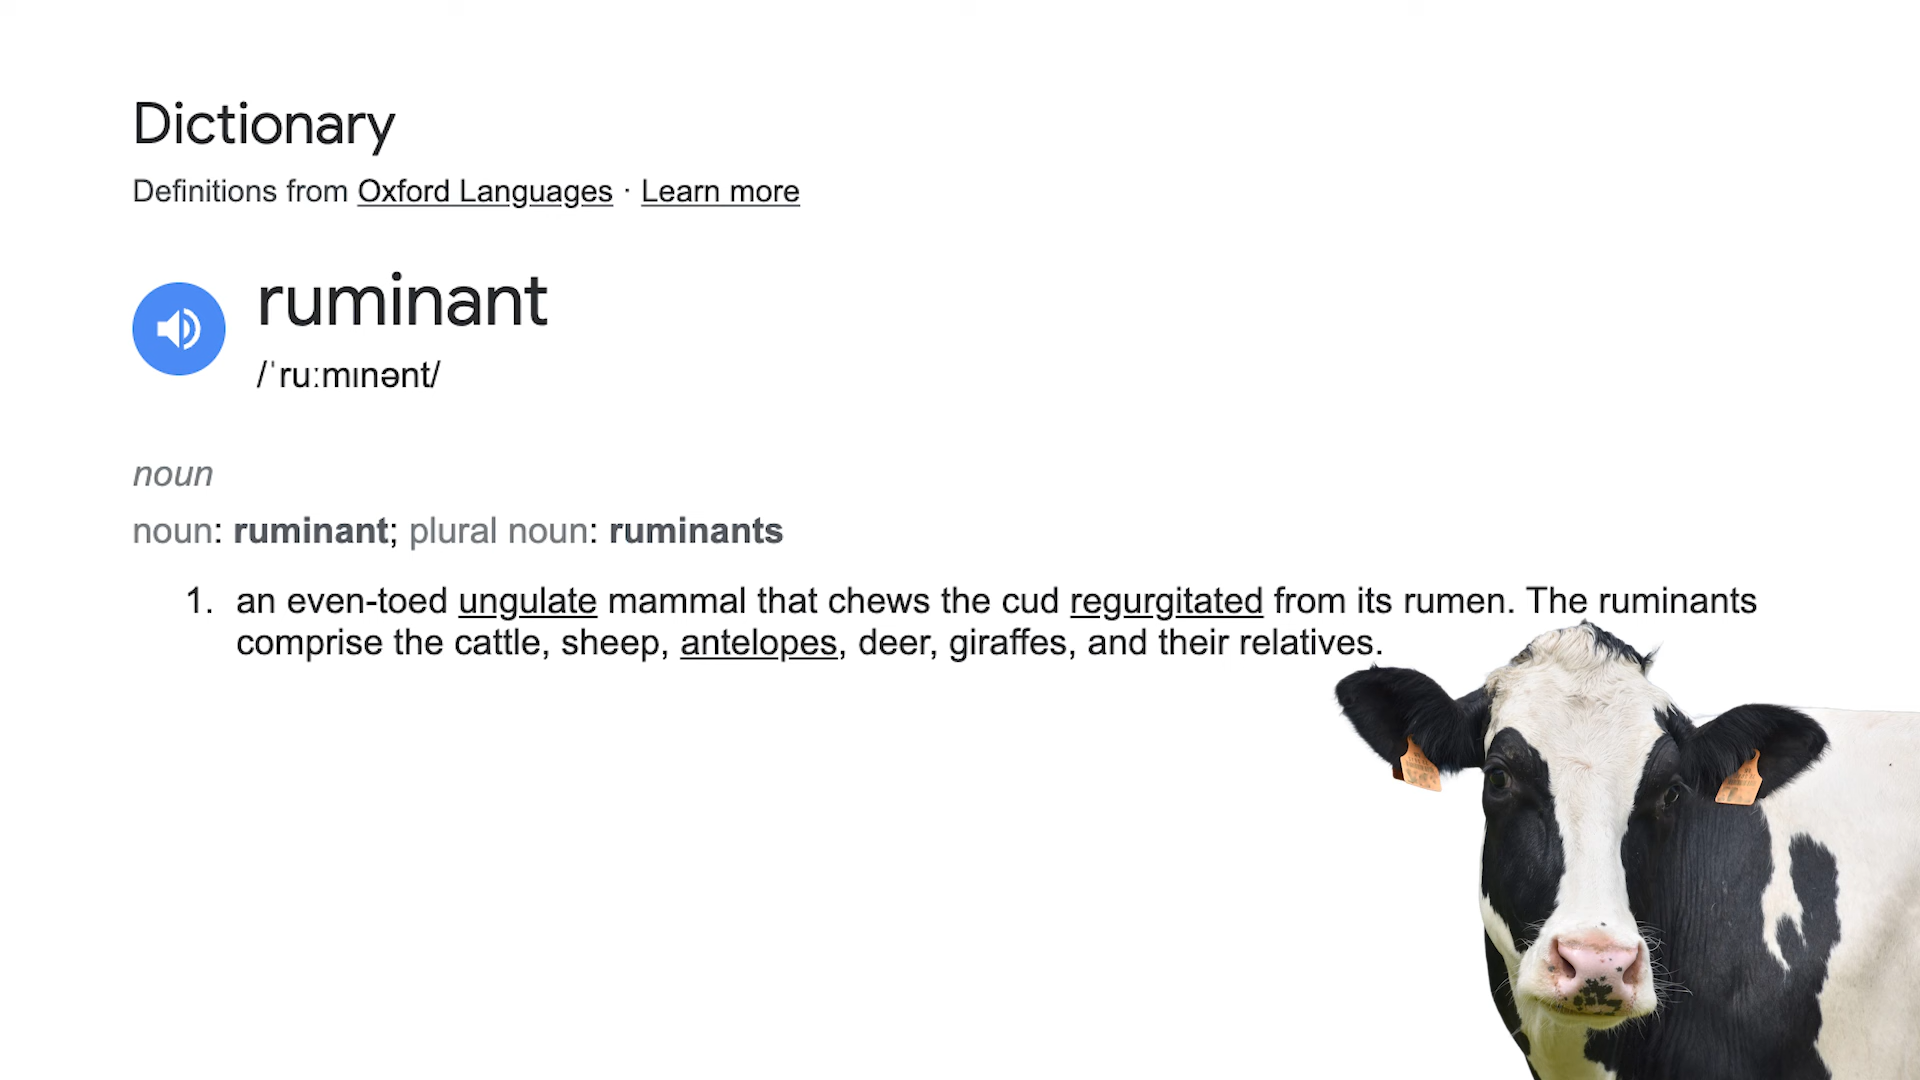 Dictionary
Definitions from Oxford Languages · Learn more
ruminant
/ˈruːmɪnənt/
noun
noun: ruminant; plural noun: ruminants
1. an even-toed ungulate mammal that chews the cud regurgitated from its rumen. The ruminants
comprise the cattle, sheep, antelopes, deer, giraffes, and their relatives.